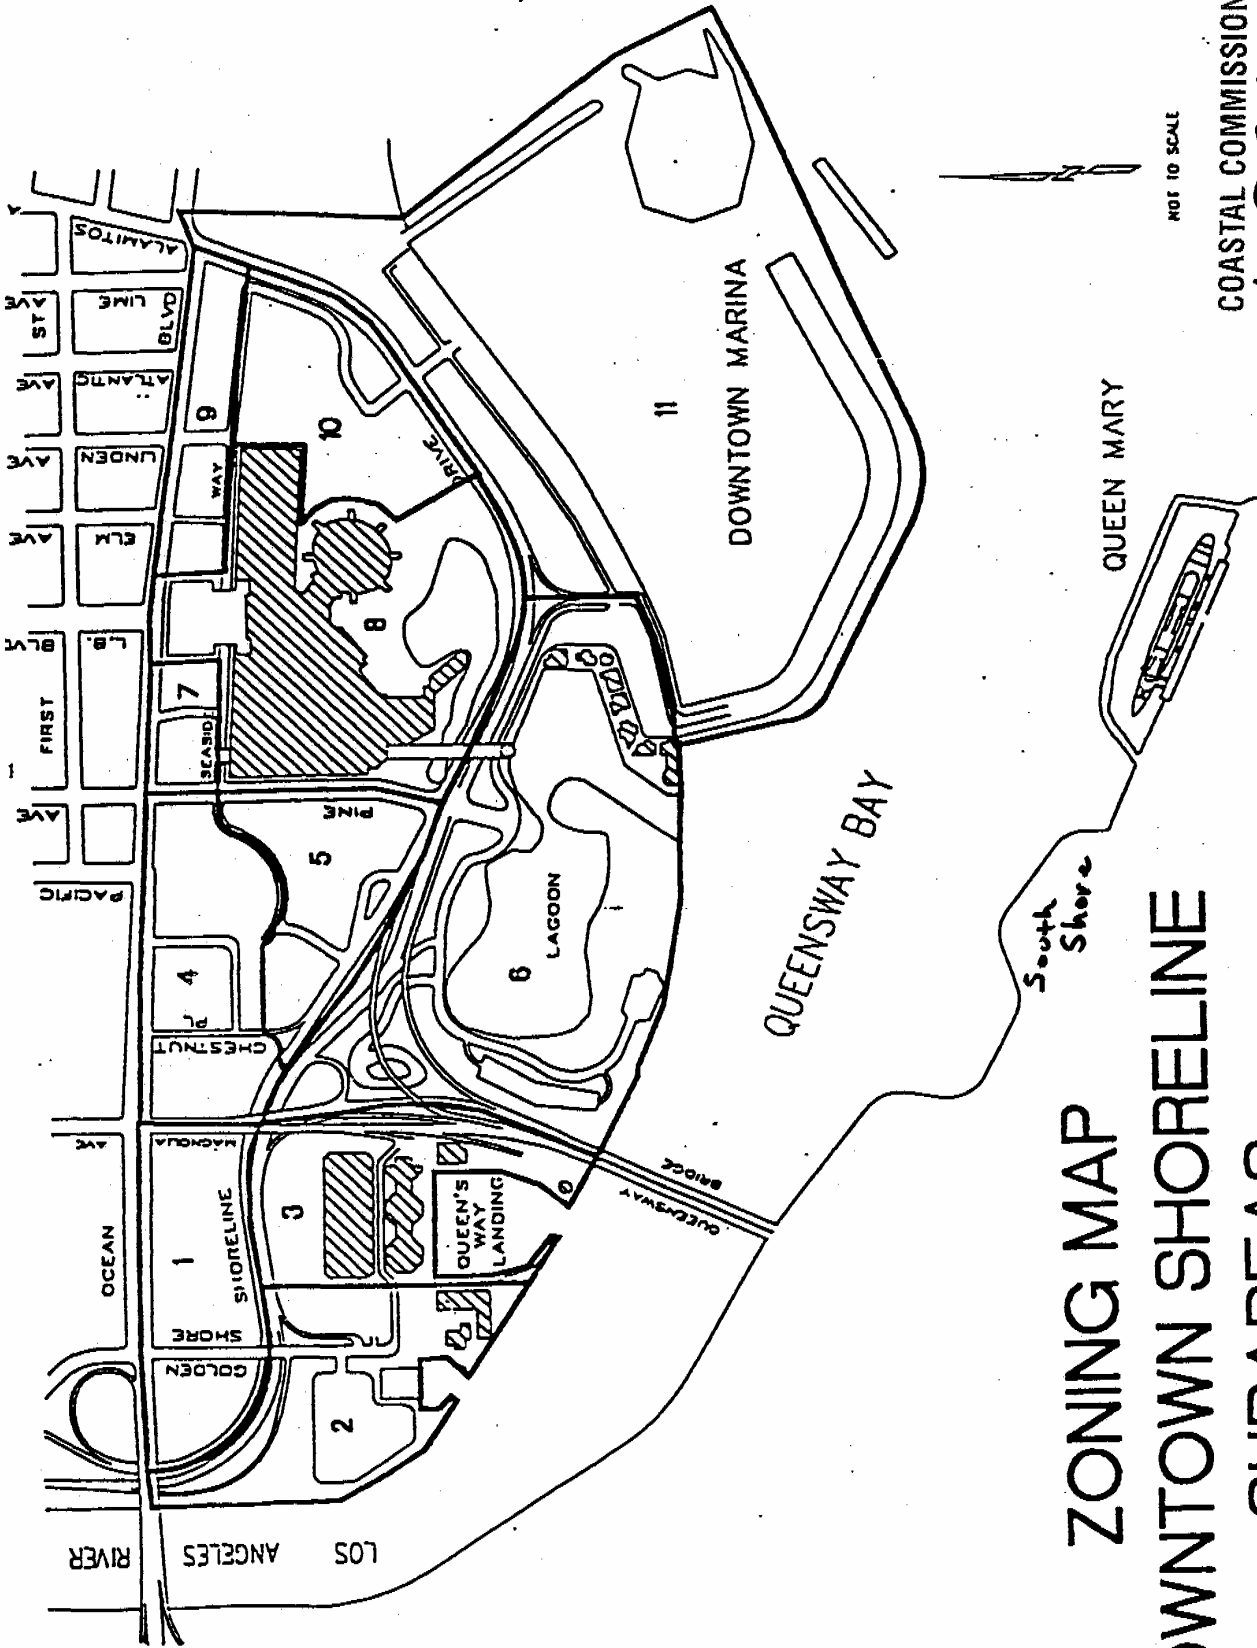 RIVER
ANGELES
LOS
OCEAN
AVE
PACIFIC
AVE
FIRST
BLVD
L.B.
AVE
ELM
AVE
LINDEN
AVE
ATLANTIC
AVE
ST
LIME
BLVD
ALAMITOS
GOLDEN
SHORE
1
SHORELINE
MAGNOLIA
CHESTNUT
PL
4
7
SEASIDE
WAY
9
2
3
5
PINE
8
10
DRIVE
QUEEN'S
WAY
LANDING
6
LAGOON
11
DOWNTOWN MARINA
QUEENSWAY
BRIDGE
QUEENSWAY BAY
South
Shore
QUEEN MARY
NOT TO SCALE
ZONING MAP
OWNTOWN SHORELINE
COASTAL COMMISSION